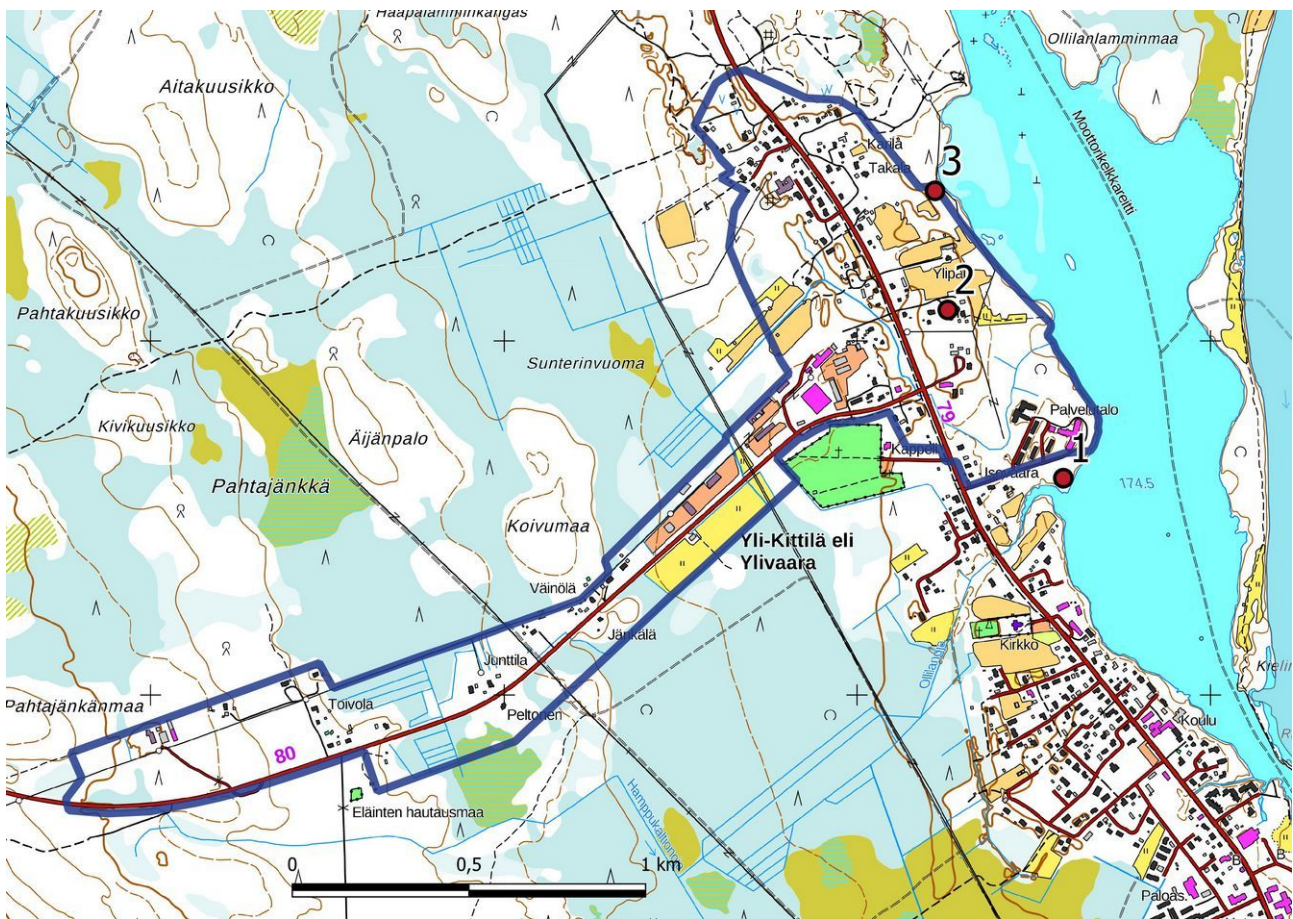 Haapalamminkangas
Ollilanlamminmaa
Aitakuusikko
Moottorikelkkareitti
Karila
Takala
3
Pahtakuusikko
Ylipää
2
Sunterinvuoma
Kivikuusikko
Äijänpalo
79
Palvelutalo
Kappeli
1
Isovaara
174.5
Pahtajänkkä
Koivumaa
Yli-Kittilä eli
Ylivaara
Väinölä
Jänkälä
Kirkko
Ollilanoja
Junttila
Toivola
Peltonen
Pahtajänkänmaa
Koulu
80
Eläinten hautausmaa
0
0,5
1 km
B
B
Paloas.